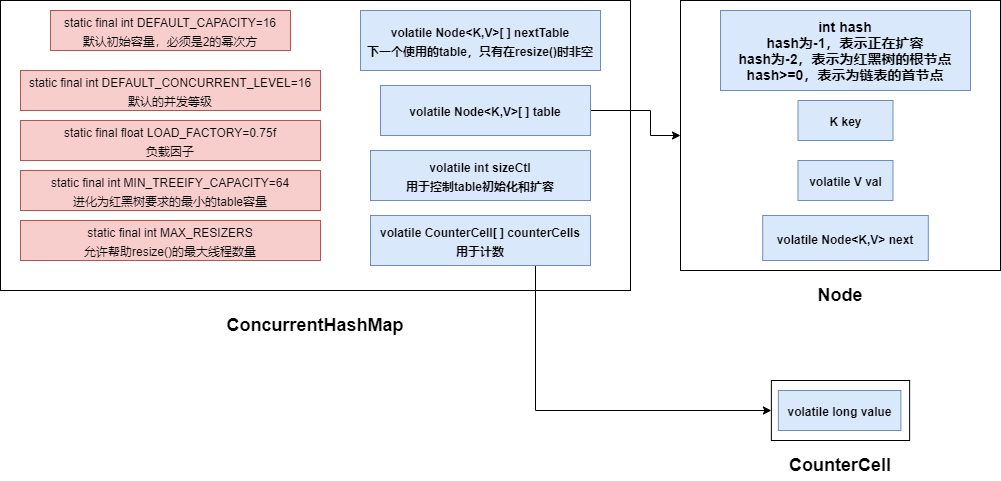 static final int DEFAULT_CAPACITY=16
默认初始容量，必须是2的幂次方
static final int DEFAULT_CONCURRENT_LEVEL=16
默认的并发等级
static final float LOAD_FACTORY=0.75f
负载因子
static final int MIN_TREEIFY_CAPACITY=64
进化为红黑树要求的最小的table容量
static final int MAX_RESIZERS
允许帮助resize()的最大线程数量
volatile Node<K,V>[ ] nextTable
下一个使用的table，只有在resize()时非空
volatile Node<K,V>[ ] table
volatile int sizeCtl
用于控制table初始化和扩容
volatile CounterCell[ ] counterCells
用于计数
ConcurrentHashMap
int hash
hash为-1，表示正在扩容
hash为-2，表示为红黑树的根节点
hash>=0，表示为链表的首节点
K key
volatile V val
volatile Node<K,V> next
Node
volatile long value
CounterCell